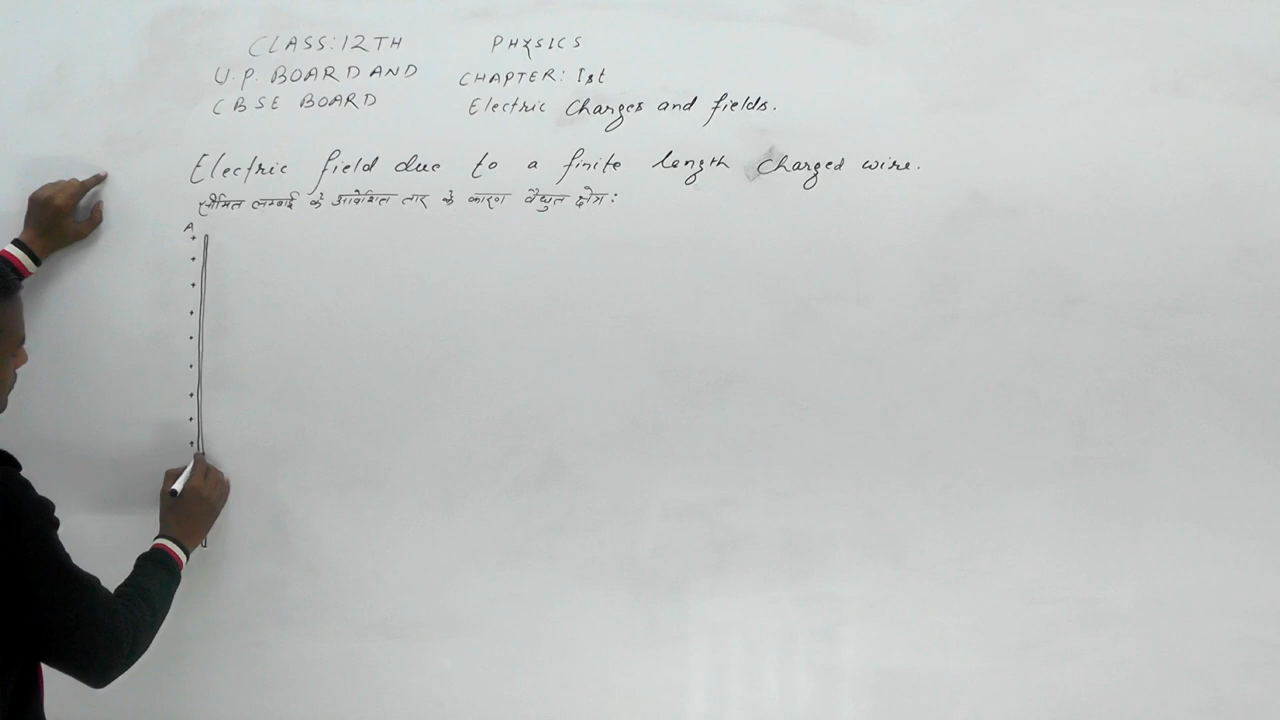 CLASS: 12TH PHYSICS
U.P. BOARD AND CHAPTER: Ist
CBSE BOARD Electric Charges and fields.
Electric field due to a finite length charged wire.
सीमित लम्बाई के आवेशित तार के कारण वैद्युत क्षेत्र:
A
+
+
+
+
+
+
+
+
+